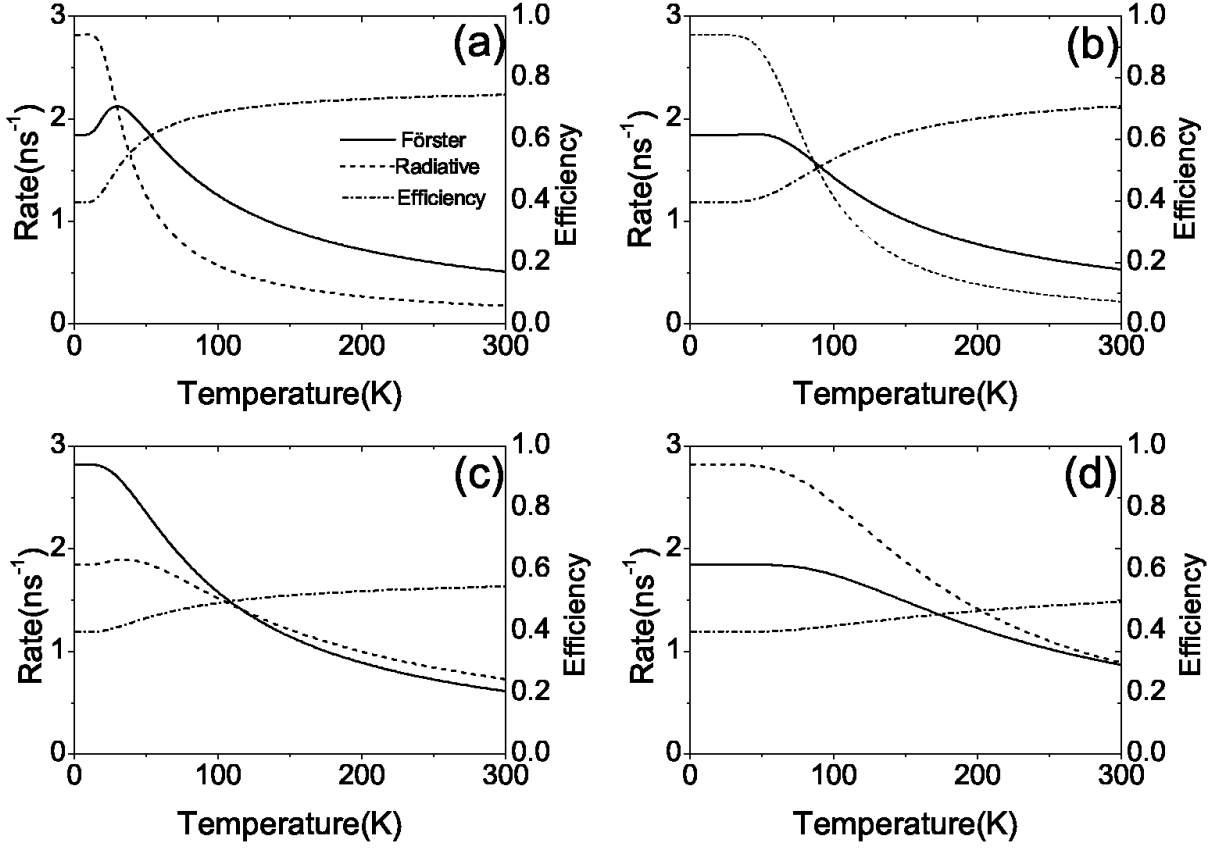 3
2
1
0
Rate(ns⁻¹)
(a)
Förster
Radiative
Efficiency
1.0
0.8
0.6
0.4
0.2
0.0
Efficiency
0
100
200
300
Temperature(K)
3
2
1
0
Rate(ns⁻¹)
(b)
1.0
0.8
0.6
0.4
0.2
0.0
Efficiency
0
100
200
300
Temperature(K)
3
2
1
0
Rate(ns⁻¹)
(c)
1.0
0.8
0.6
0.4
0.2
0.0
Efficiency
0
100
200
300
Temperature(K)
3
2
1
0
Rate(ns⁻¹)
(d)
1.0
0.8
0.6
0.4
0.2
0.0
Efficiency
0
100
200
300
Temperature(K)